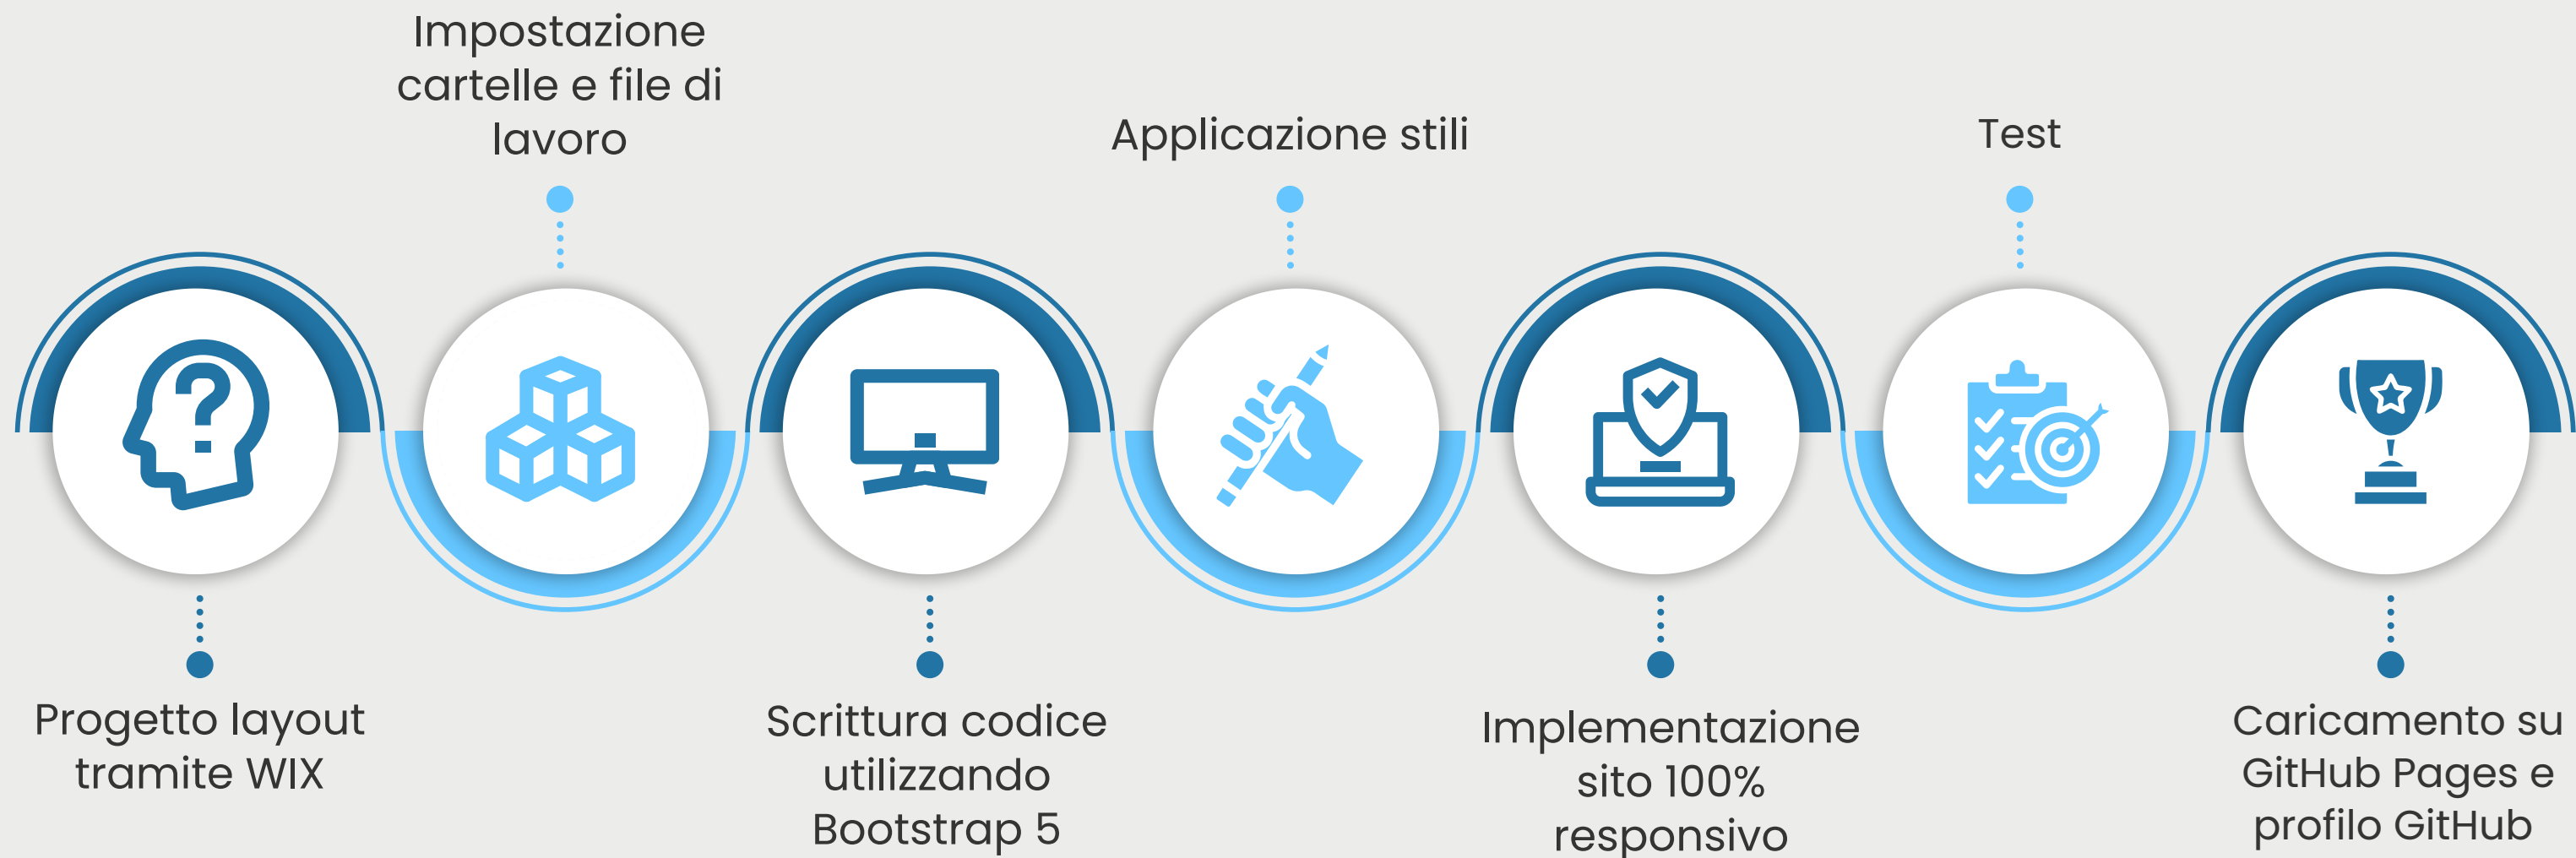 Progetto layout
tramite WIX
Impostazione
cartelle e file di
lavoro
Scrittura codice
utilizzando
Bootstrap 5
Applicazione stili
Implementazione
sito 100%
responsivo
Test
Caricamento su
GitHub Pages e
profilo GitHub